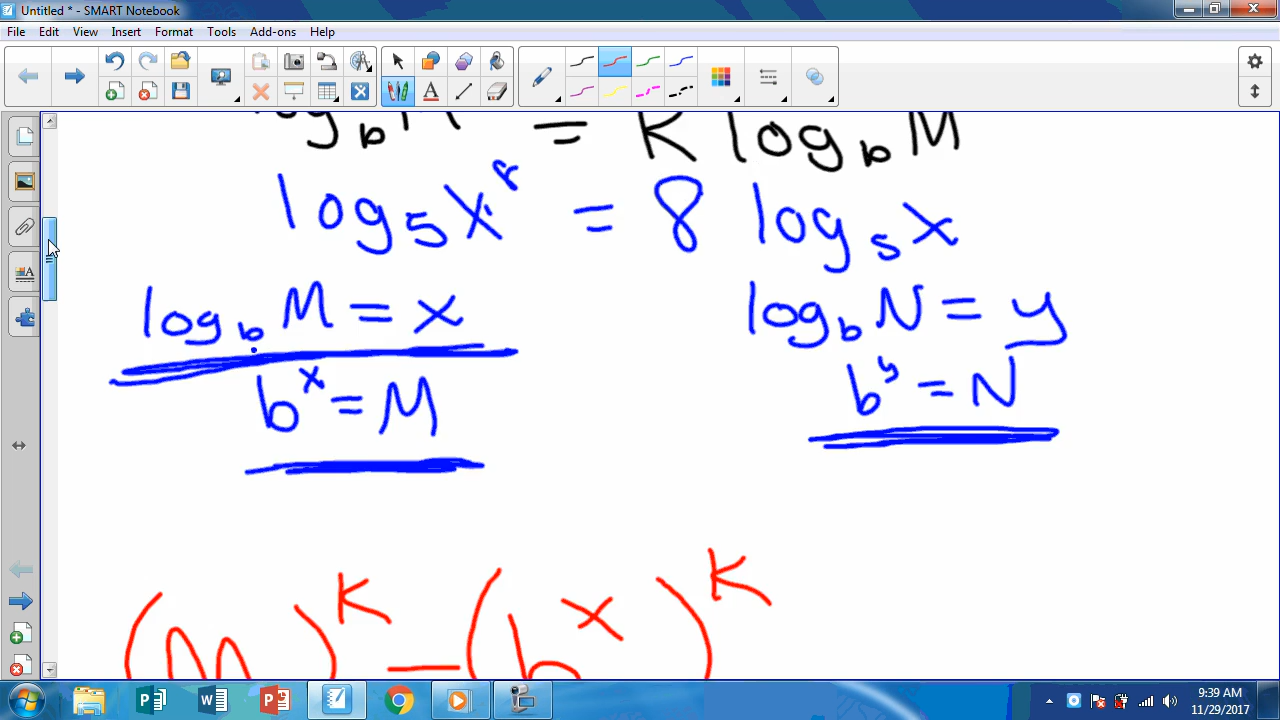 Untitled * - SMART Notebook
File Edit View Insert Format Tools Add-ons Help
log_b M = K log_b M
log_5 x^8 = 8 log_5 x
log_b M = x
log_b N = y
b^x = M
b^y = N
(M)^K = (b^x)^K
9:39 AM
11/29/2017